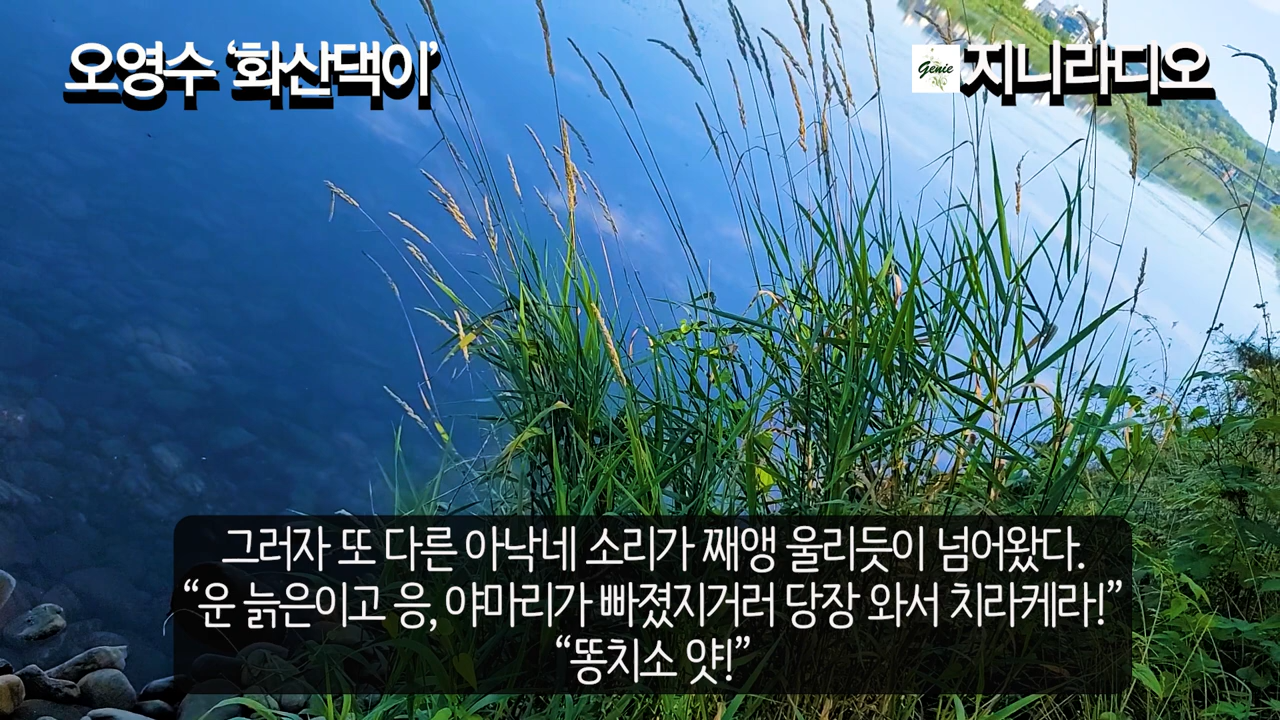 오영수 ‘화산댁이’
Genie 지니라디오
그러자 또 다른 아낙네 소리가 째앵 울리듯이 넘어왔다.
“운 늙은이고 응, 야마리가 빠졌지거러 당장 와서 치라케라!”
“똥치소 얏!”